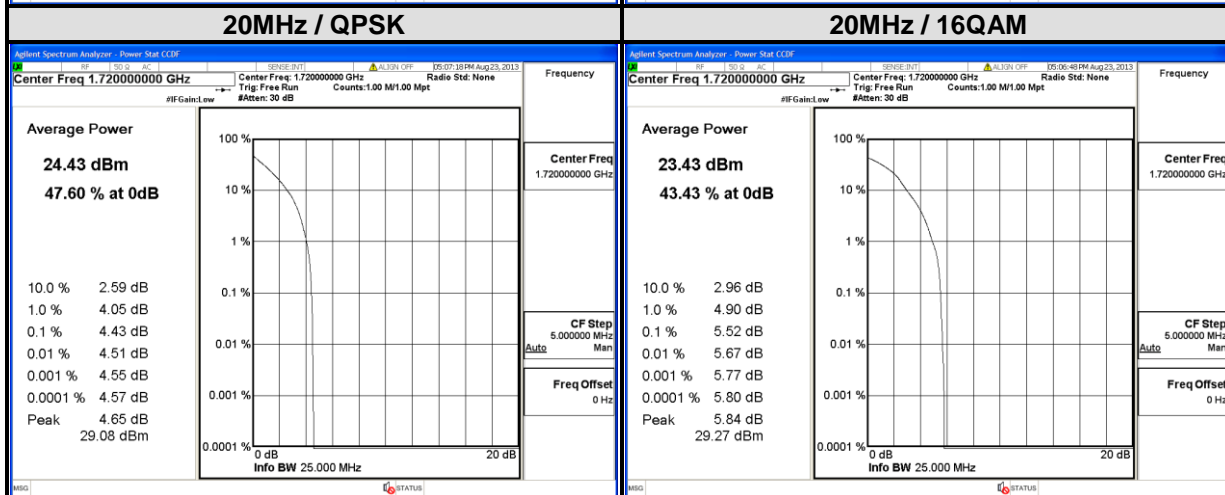 20MHz / QPSK
Agilent Spectrum Analyzer - Power Stat CCDF
RF 50 Ω AC SENSE:INT ALIGN OFF 05:07:18 PM Aug 23, 2013
Center Freq 1.720000000 GHz
Center Freq: 1.720000000 GHz Radio Std: None
Trig: Free Run Counts:1.00 M/1.00 Mpt
#IFGain:Low #Atten: 30 dB
Frequency
Average Power
24.43 dBm
47.60 % at 0dB
10.0 % 2.59 dB
1.0 % 4.05 dB
0.1 % 4.43 dB
0.01 % 4.51 dB
0.001 % 4.55 dB
0.0001 % 4.57 dB
Peak 4.65 dB
29.08 dBm
100 %
10 %
1 %
0.1 %
0.01 %
0.001 %
0.0001 %
0 dB 20 dB
Info BW 25.000 MHz
Center Freq
1.720000000 GHz
CF Step
5.000000 MHz
Auto Man
Freq Offset
0 Hz
MSG STATUS
20MHz / 16QAM
Agilent Spectrum Analyzer - Power Stat CCDF
RF 50 Ω AC SENSE:INT ALIGN OFF 05:06:48 PM Aug 23, 2013
Center Freq 1.720000000 GHz
Center Freq: 1.720000000 GHz Radio Std: None
Trig: Free Run Counts:1.00 M/1.00 Mpt
#IFGain:Low #Atten: 30 dB
Frequency
Average Power
23.43 dBm
43.43 % at 0dB
10.0 % 2.96 dB
1.0 % 4.90 dB
0.1 % 5.52 dB
0.01 % 5.67 dB
0.001 % 5.77 dB
0.0001 % 5.80 dB
Peak 5.84 dB
29.27 dBm
100 %
10 %
1 %
0.1 %
0.01 %
0.001 %
0.0001 %
0 dB 20 dB
Info BW 25.000 MHz
Center Freq
1.720000000 GHz
CF Step
5.000000 MHz
Auto Man
Freq Offset
0 Hz
MSG STATUS